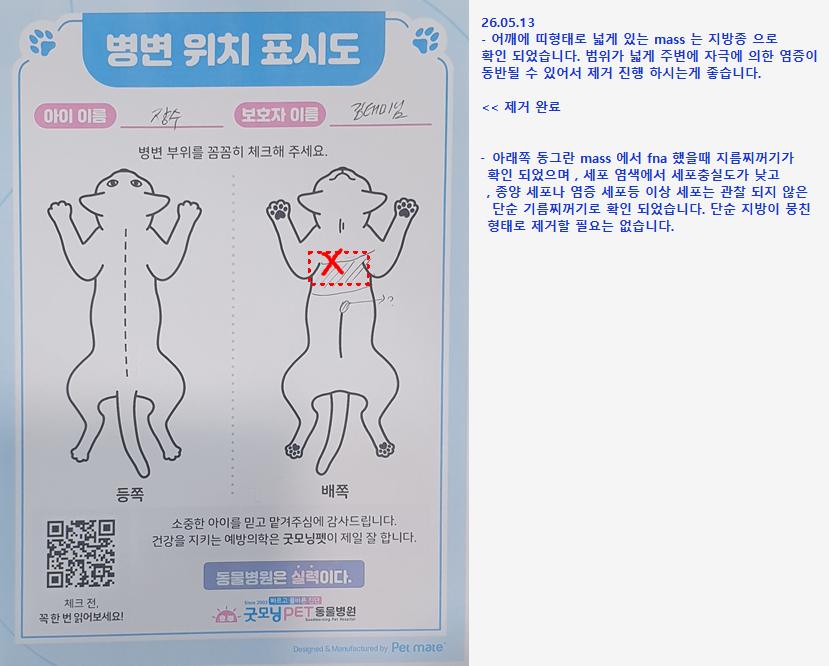 병변 위치 표시도
아이 이름 장수 보호자 이름
병변 부위를 꼼꼼히 체크해 주세요.
등쪽
배쪽
?
X
체크 전,
꼭 한 번 읽어보세요!
소중한 아이를 믿고 맡겨주심에 감사드립니다.
건강을 지키는 예방의학은 굿모닝펫이 제일 잘 합니다.
동물병원은 실력이다.
Since 2003 빠르고 올바른 진단
굿모닝PET동물병원
Goodmorning Pet Hospital
Designed & Manufactured by Pet mate
26.05.13
- 어깨에 띠형태로 넓게 있는 mass 는 지방종 으로
확인 되었습니다. 범위가 넓게 주변에 자극에 의한 염증이
동반될 수 있어서 제거 진행 하시는게 좋습니다.
<< 제거 완료
- 아래쪽 동그란 mass 에서 fna 했을때 지름찌꺼기가
확인 되었으며 , 세포 염색에서 세포충실도가 낮고
, 종양 세포나 염증 세포등 이상 세포는 관찰 되지 않은
단순 기름찌꺼기로 확인 되었습니다. 단순 지방이 뭉친
형태로 제거할 필요는 없습니다.